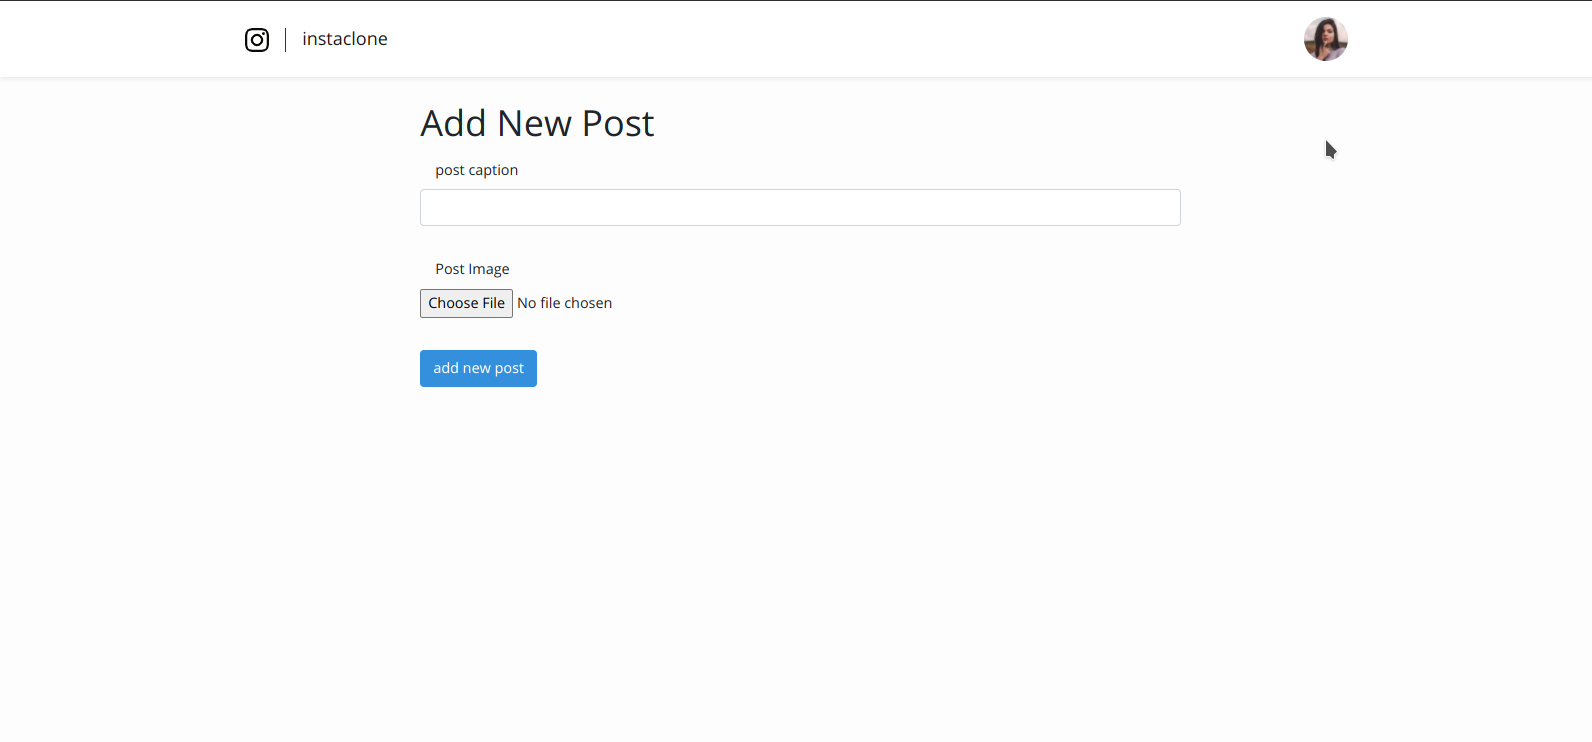 instaclone
Add New Post
post caption
Post Image
Choose File No file chosen
add new post